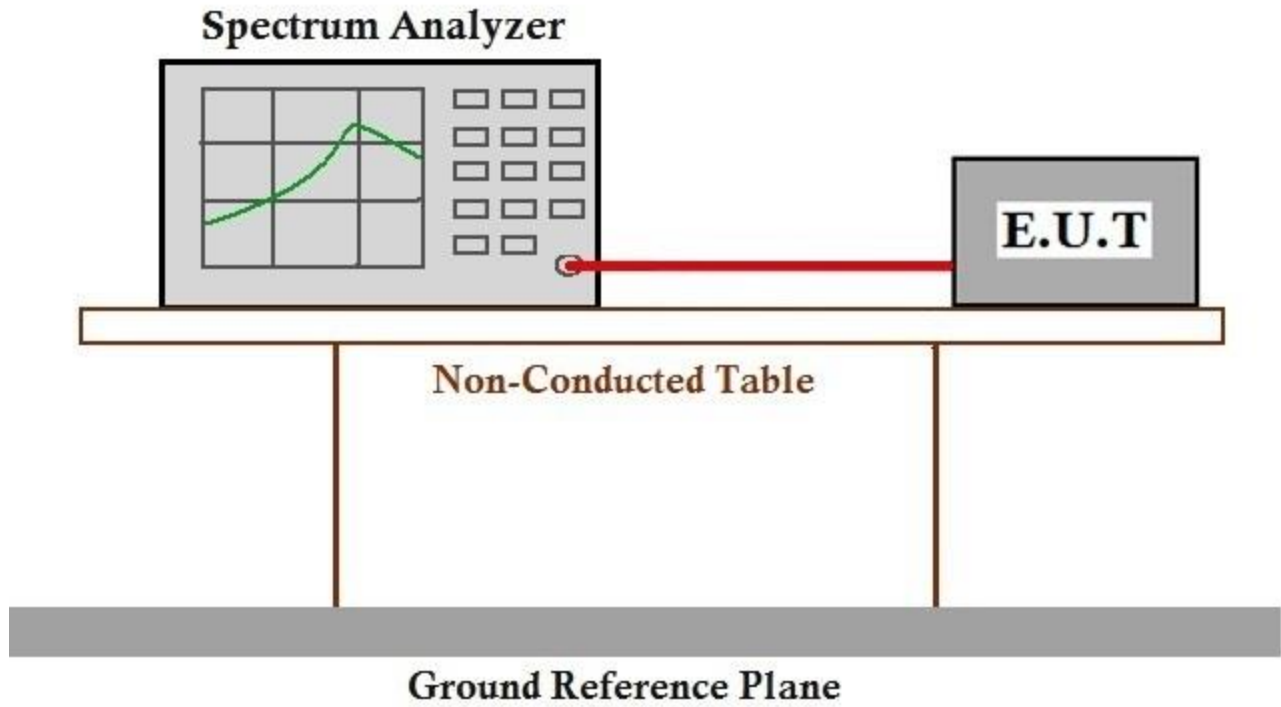 Spectrum Analyzer
E.U.T
Non-Conducted Table
Ground Reference Plane